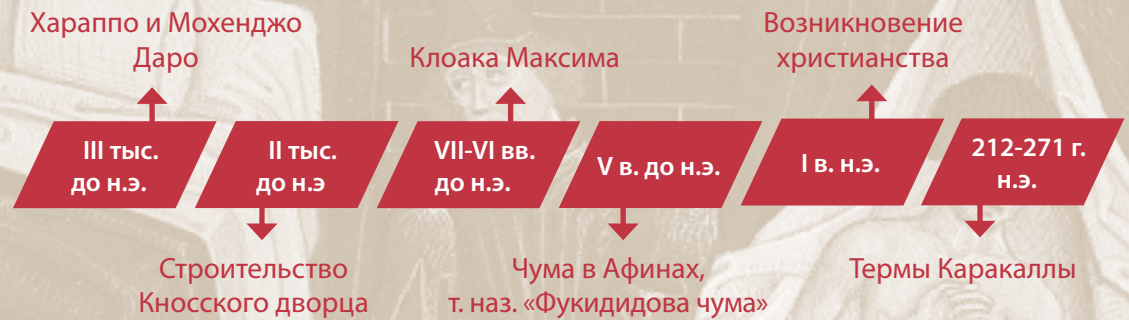 Хараппо и Мохенджо
Даро
Клоака Максима
Возникновение
христианства
III тыс.
до н.э.
II тыс.
до н.э
VII-VI вв.
до н.э.
V в. до н.э.
I в. н.э.
212-271 г.
н.э.
Строительство
Кносского дворца
Чума в Афинах,
т. наз. «Фукидидова чума»
Термы Каракаллы